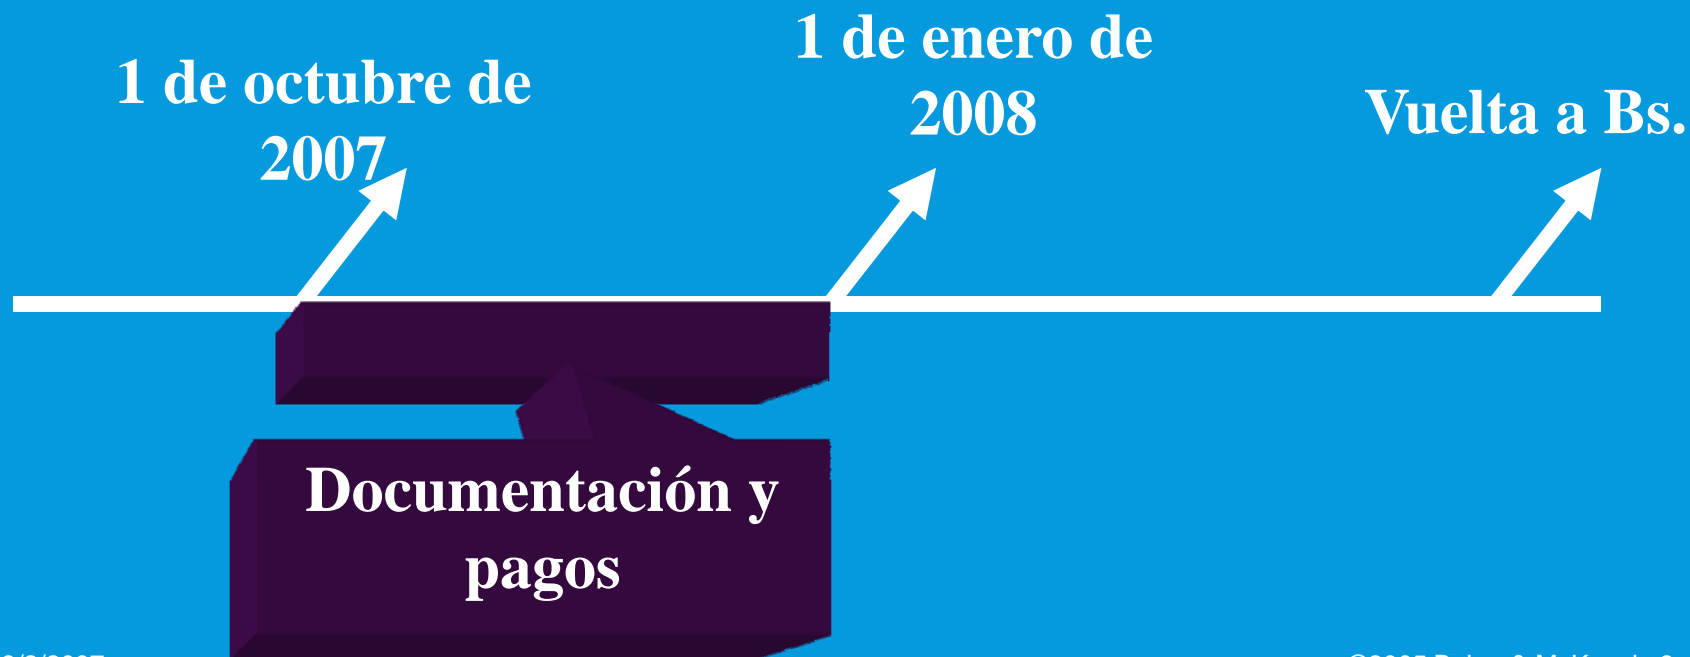 1 de octubre de
2007
1 de enero de
2008
Vuelta a Bs.
Documentación y
pagos